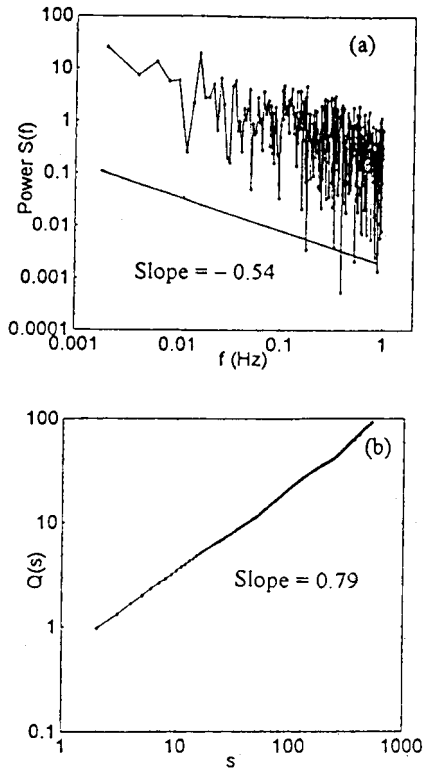 100
(a)
10
1
0.1
0.01
0.001
0.0001
Power S(f)
Slope = − 0.54
0.001
0.01
0.1
1
f (Hz)
100
(b)
10
1
0.1
Q(s)
Slope = 0.79
1
10
100
1000
s